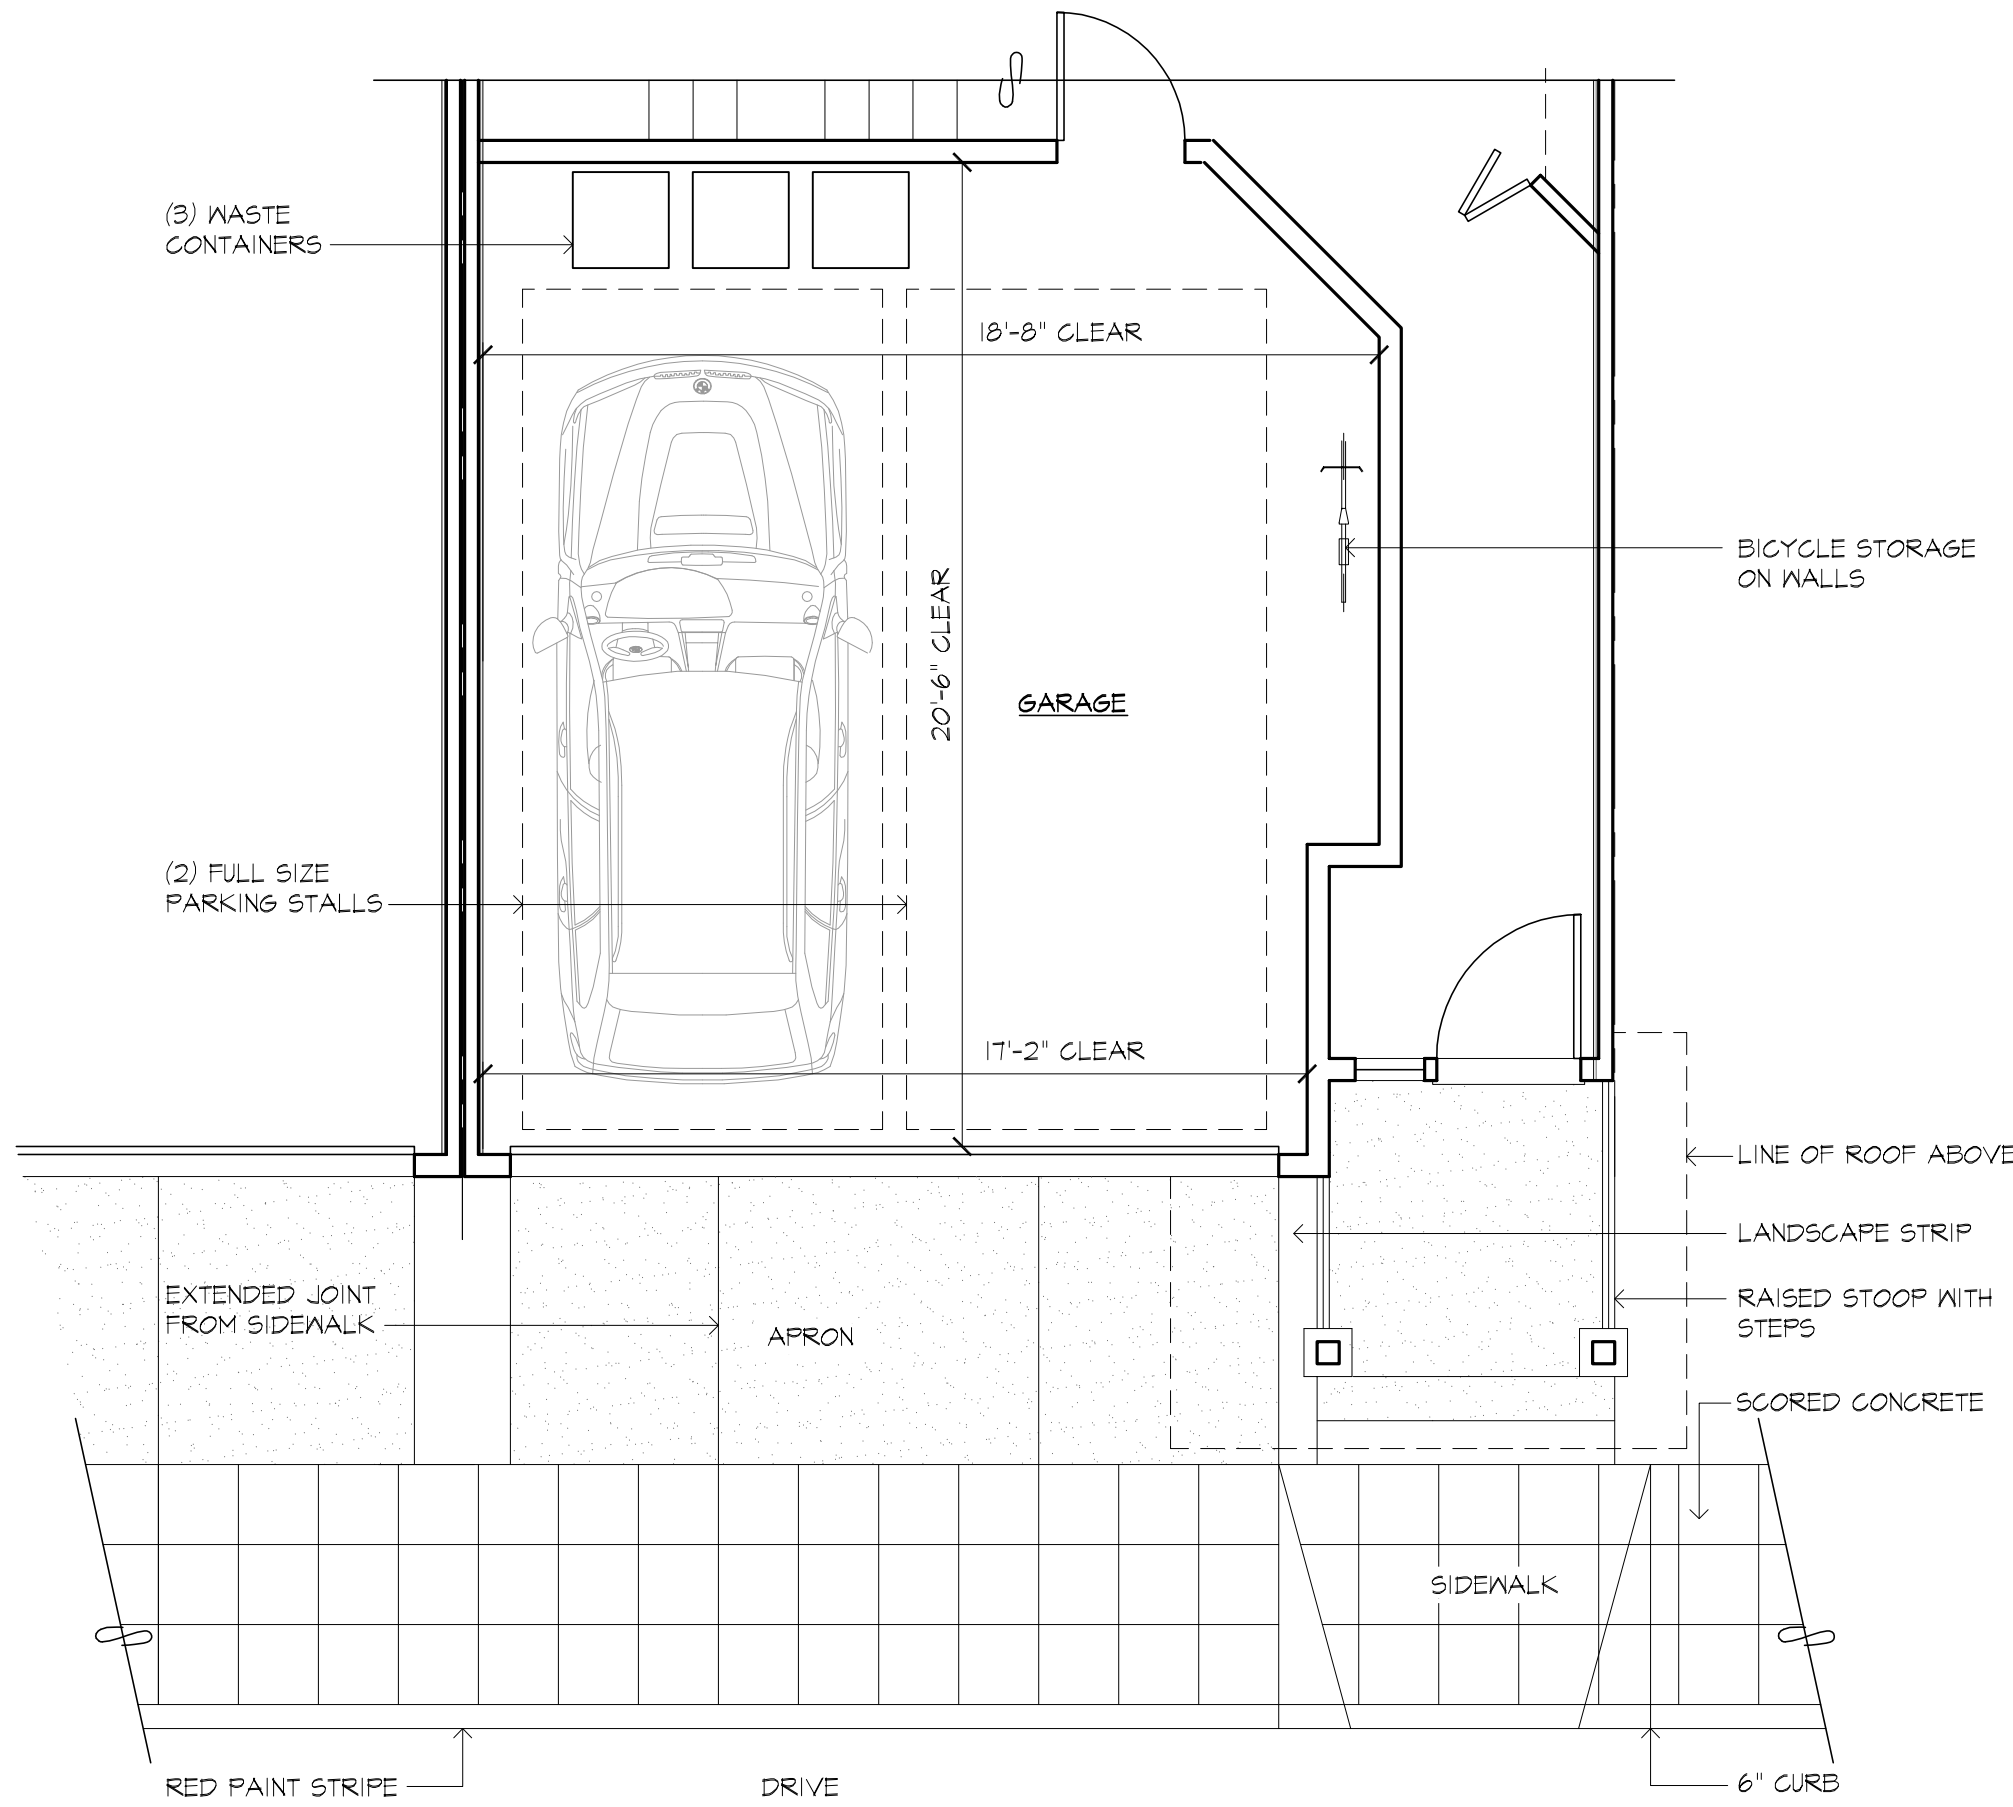 (3) WASTE
CONTAINERS
18'-8" CLEAR
BICYCLE STORAGE
ON WALLS
20'-6" CLEAR
GARAGE
(2) FULL SIZE
PARKING STALLS
17'-2" CLEAR
LINE OF ROOF ABOVE
LANDSCAPE STRIP
EXTENDED JOINT
FROM SIDEWALK
APRON
RAISED STOOP WITH
STEPS
SCORED CONCRETE
SIDEWALK
RED PAINT STRIPE
DRIVE
6" CURB